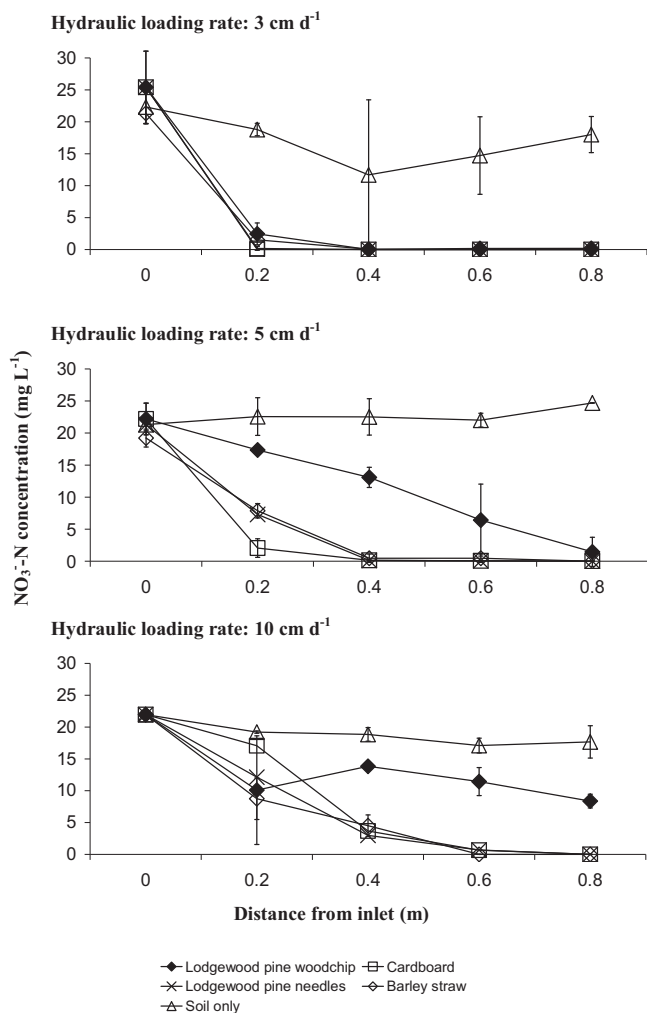 Hydraulic loading rate: 3 cm d⁻¹
30
25
20
15
10
5
0
0 0.2 0.4 0.6 0.8
Hydraulic loading rate: 5 cm d⁻¹
30
25
20
15
10
5
0
0 0.2 0.4 0.6 0.8
NO₃⁻-N concentration (mg L⁻¹)
Hydraulic loading rate: 10 cm d⁻¹
30
25
20
15
10
5
0
0 0.2 0.4 0.6 0.8
Distance from inlet (m)
Lodgewood pine woodchip Cardboard
Lodgewood pine needles Barley straw
Soil only